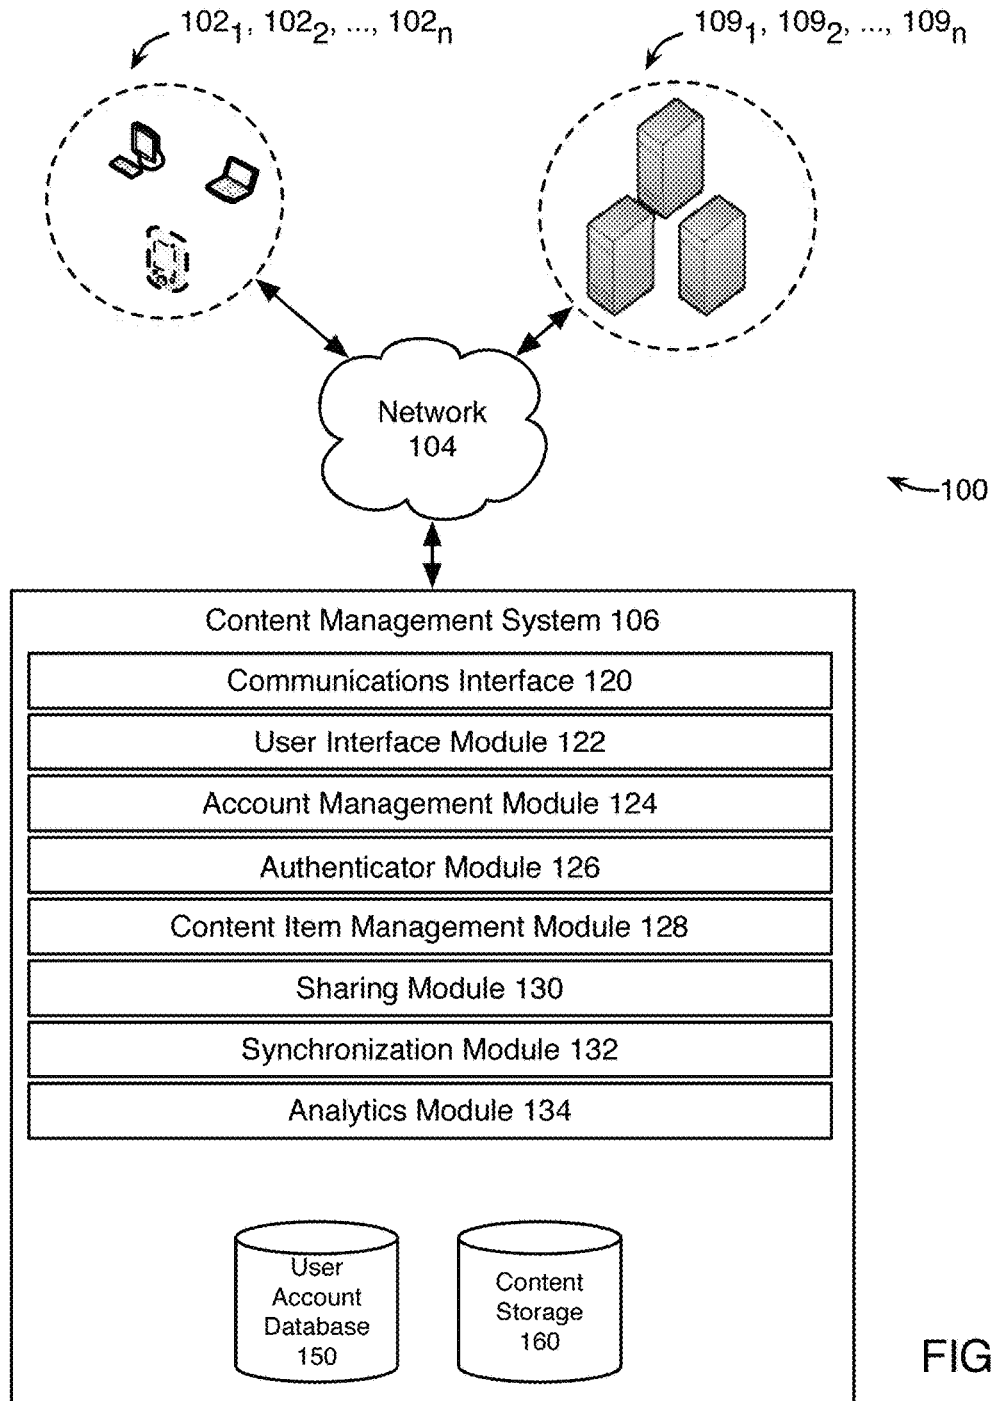 102₁, 102₂, ..., 102ₙ
109₁, 109₂, ..., 109ₙ
Network
104
100
Content Management System 106
Communications Interface 120
User Interface Module 122
Account Management Module 124
Authenticator Module 126
Content Item Management Module 128
Sharing Module 130
Synchronization Module 132
Analytics Module 134
User
Account
Database
150
Content
Storage
160
FIG